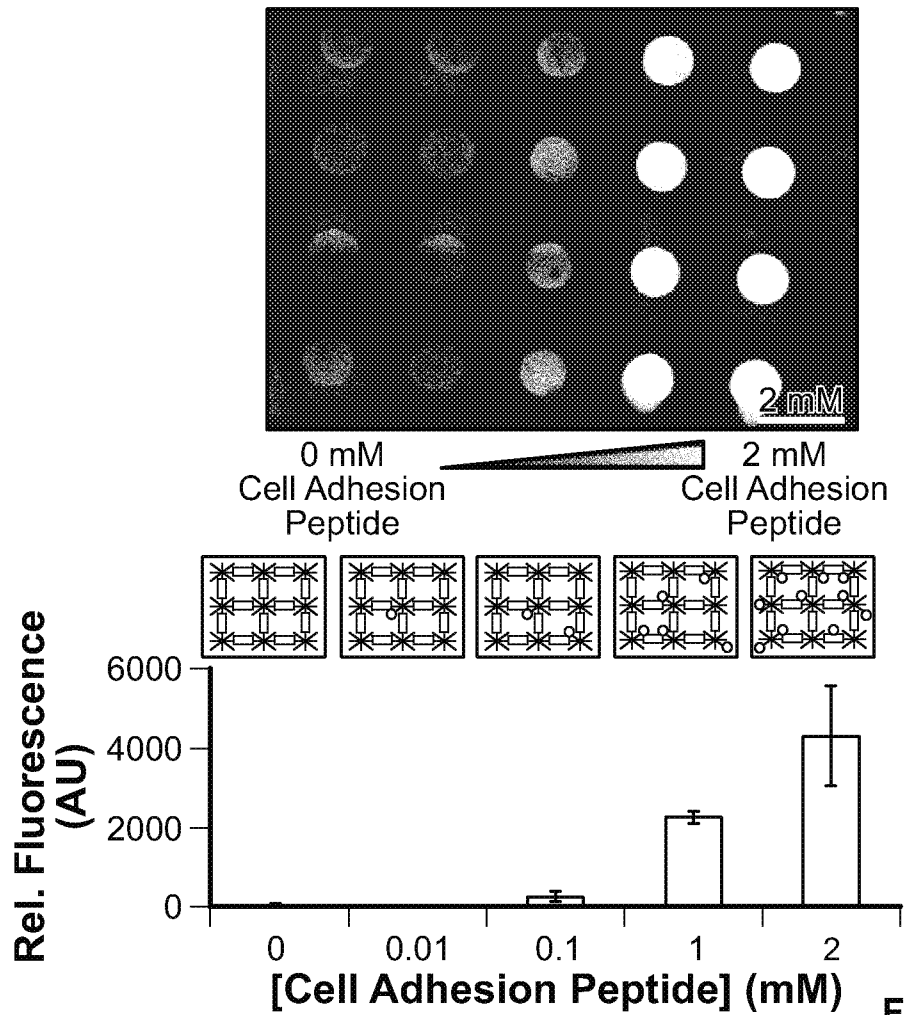 2 mM
0 mM
Cell Adhesion
Peptide
2 mM
Cell Adhesion
Peptide
Rel. Fluorescence
(AU)
6000
4000
2000
0
0 0.01 0.1 1 2
[Cell Adhesion Peptide] (mM)